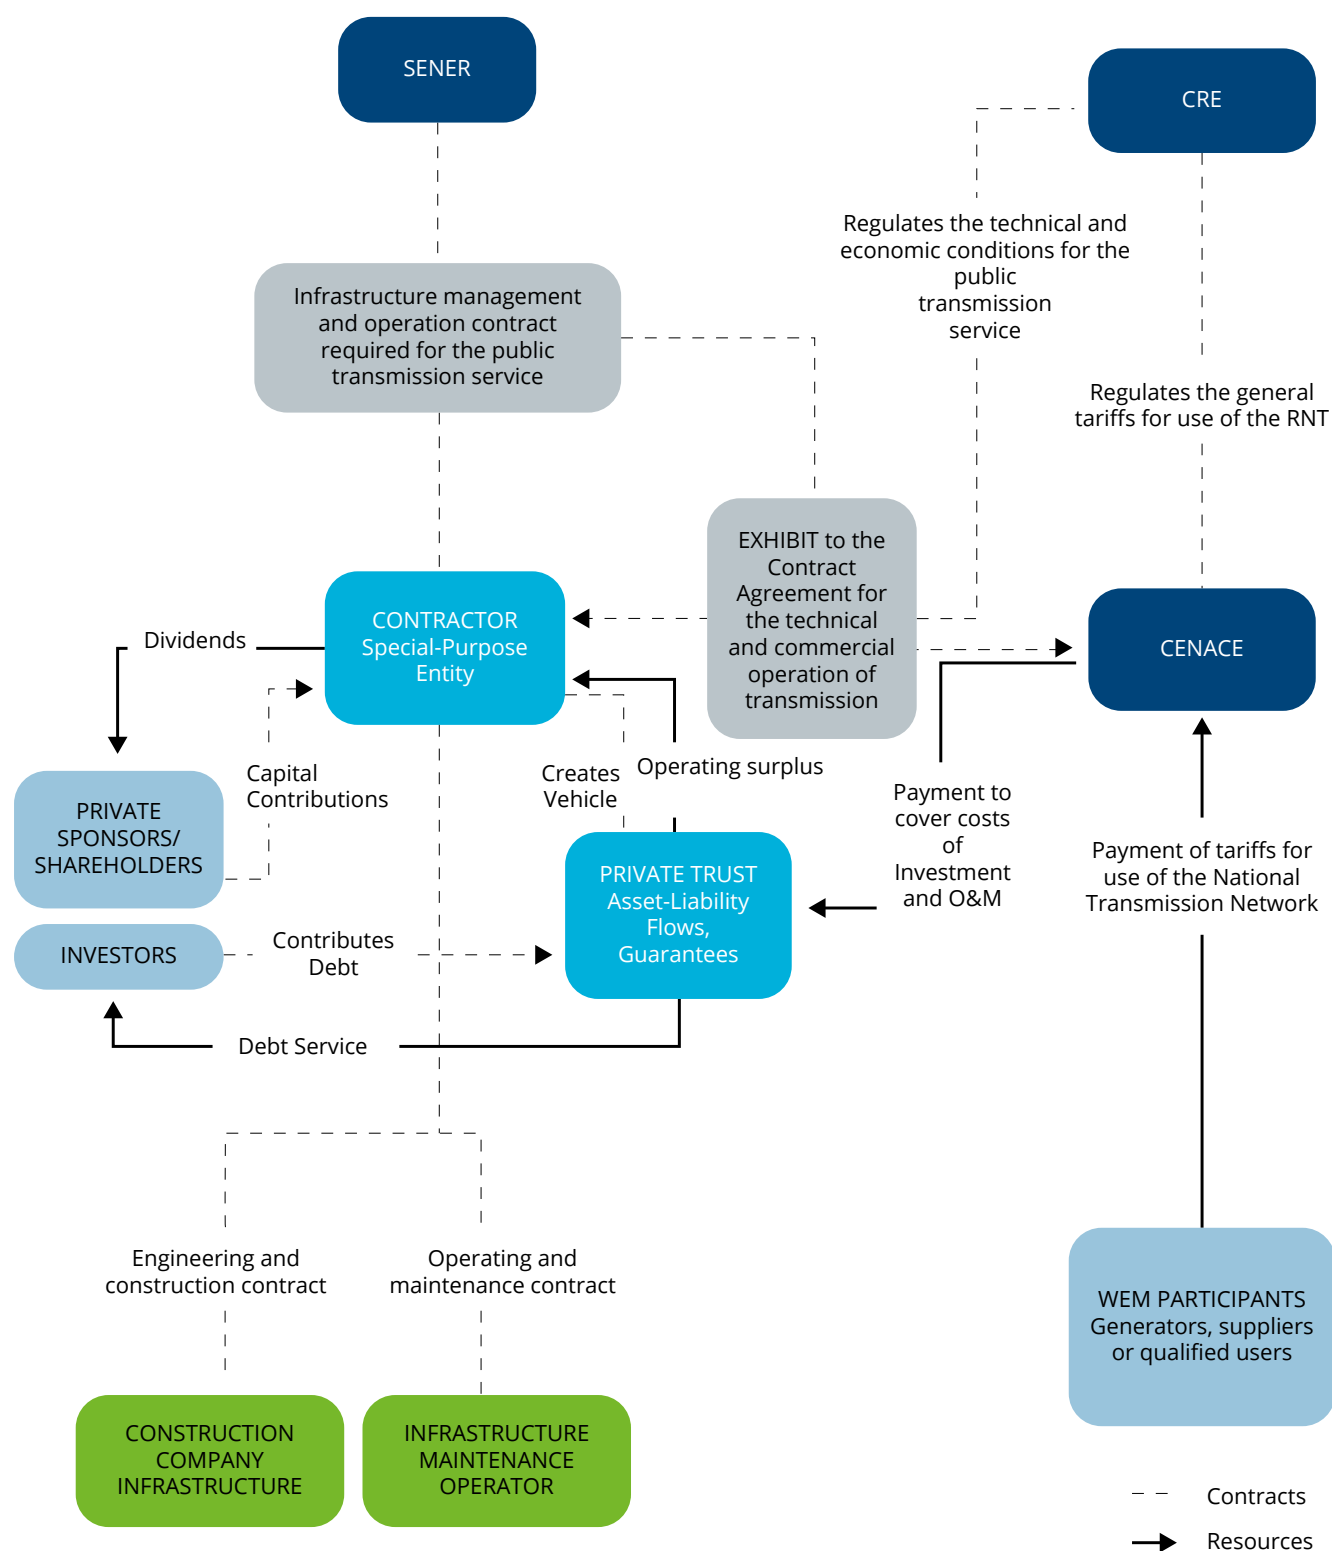 SENER
CRE
Regulates the technical and
economic conditions for the
public
transmission
service
Infrastructure management
and operation contract
required for the public
transmission service
Regulates the general
tariffs for use of the RNT
EXHIBIT to the
Contract
Agreement for
the technical
and commercial
operation of
transmission
CONTRACTOR
Special-Purpose
Entity
CENACE
Dividends
Capital
Contributions
Creates
Vehicle
Operating surplus
Payment to
cover costs
of
Investment
and O&M
PRIVATE
SPONSORS/
SHAREHOLDERS
PRIVATE TRUST
Asset-Liability
Flows,
Guarantees
Payment of tariffs for
use of the National
Transmission Network
INVESTORS
Contributes
Debt
Debt Service
Engineering and
construction contract
Operating and
maintenance contract
WEM PARTICIPANTS
Generators, suppliers
or qualified users
CONSTRUCTION
COMPANY
INFRASTRUCTURE
INFRASTRUCTURE
MAINTENANCE
OPERATOR
Contracts
Resources